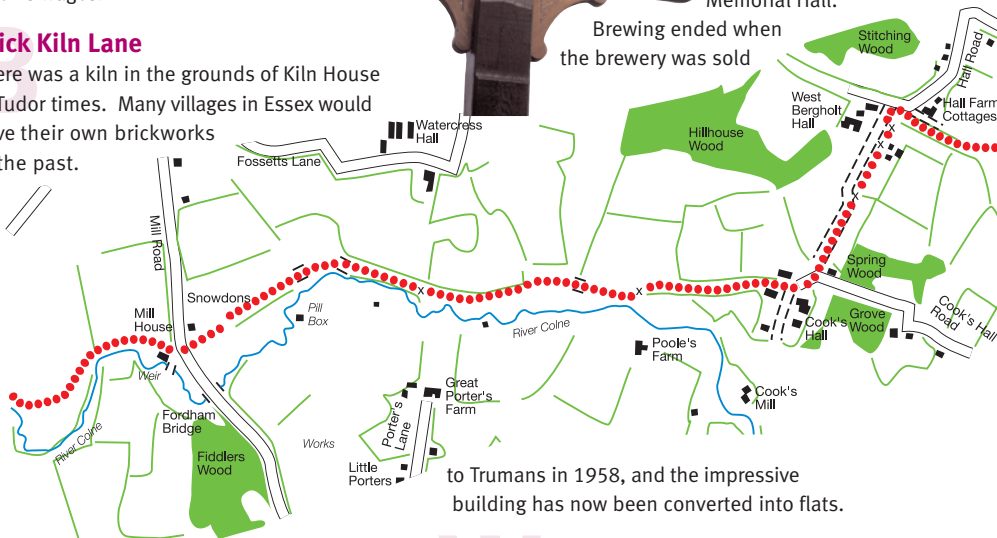 ick Kiln Lane
ere was a kiln in the grounds of Kiln House
Tudor times. Many villages in Essex would
ve their own brickworks
the past.
Memorial Hall.
Brewing ended when
the brewery was sold
Stitching
Wood
Hall Road
West
Bergholt
Hall
Hall Farm
Cottages
Hillhouse
Wood
Watercress
Hall
Fossetts Lane
Mill Road
x
x
x
Spring
Wood
Snowdons
Pill
Box
x
x
Mill
House
River Colne
Cook's
Hall
Grove
Wood
Cook's Hall
Road
Poole's
Farm
Weir
Great
Porter's
Farm
Cook's
Mill
Fordham
Bridge
River Colne
Porter's
Lane
Works
Fiddlers
Wood
Little
Porters
to Trumans in 1958, and the impressive
building has now been converted into flats.